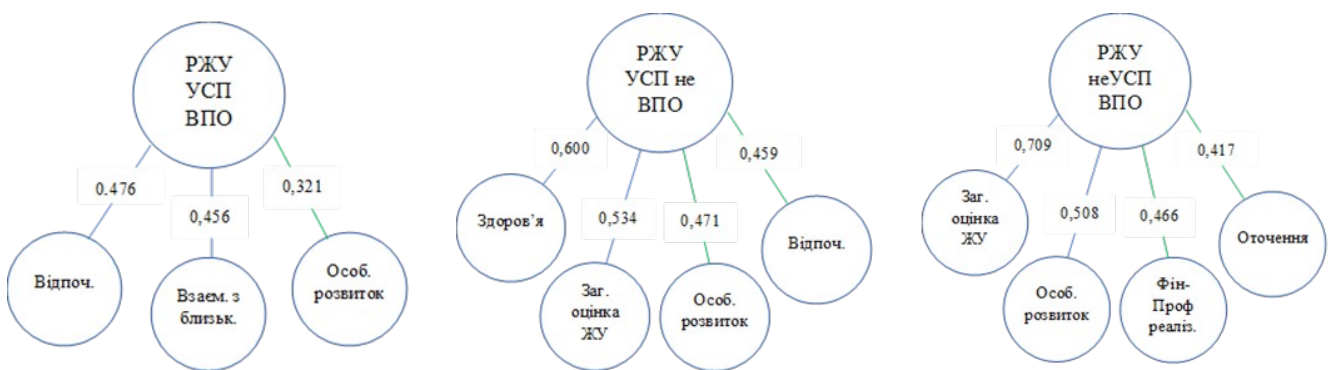 РЖУ
УСП
ВПО
0.476
0,456
0,321
Відпоч.
Взаєм. з
близьк.
Особ.
розвиток
РЖУ
УСП не
ВПО
0,600
0,534
0,471
0,459
Здоров’я
Заг.
оцінка
ЖУ
Особ.
розвиток
Відпоч.
РЖУ
неУСП
ВПО
0,709
0,508
0,466
0,417
Заг.
оцінка
ЖУ
Особ.
розвиток
Фін-
Проф
реаліз.
Оточення